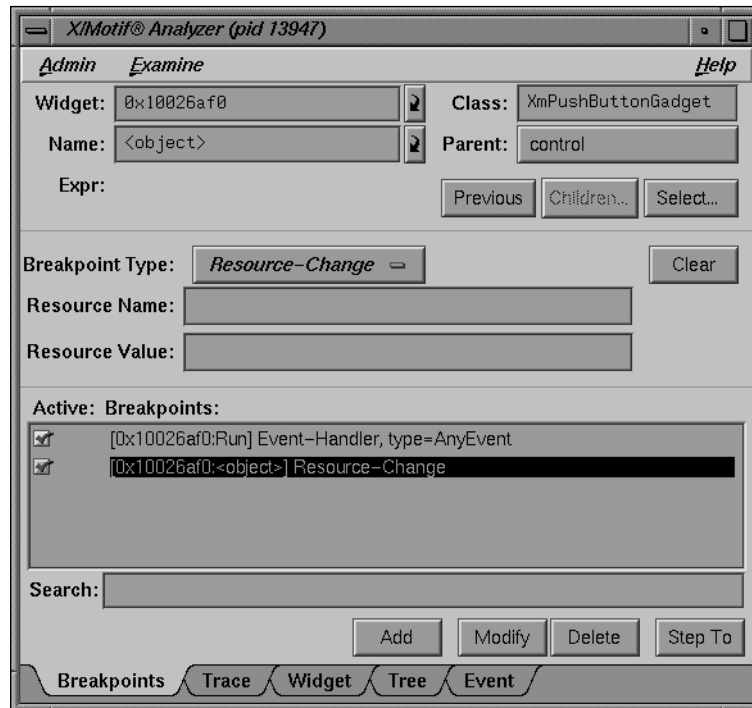 X/Motif® Analyzer (pid 13947)
Admin Examine Help
Widget: 0x10026af0 Class: XmPushButtonGadget
Name: <object> Parent: control
Expr:
Previous Children... Select...
Breakpoint Type: Resource-Change Clear
Resource Name:
Resource Value:
Active: Breakpoints:
[0x10026af0:Run] Event-Handler, type=AnyEvent
[0x10026af0:<object>] Resource-Change
Search:
Add Modify Delete Step To
Breakpoints Trace Widget Tree Event